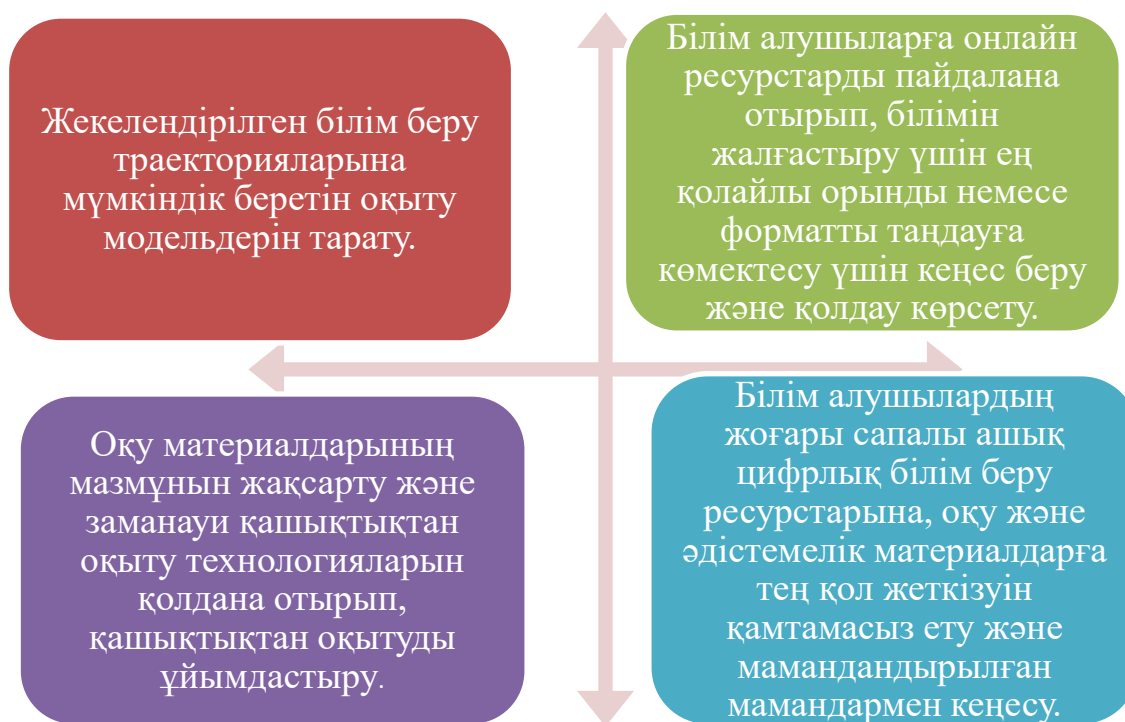 Жекелендірілген білім беру
траекторияларына
мүмкіндік беретін оқыту
модельдерін тарату.
Білім алушыларға онлайн
ресурстарды пайдалана
отырып, білімін
жалғастыру үшін ең
қолайлы орынды немесе
форматты таңдауға
көмектесу үшін кеңес беру
және қолдау көрсету.
Оқу материалдарының
мазмұнын жақсарту және
заманауи қашықтықтан
оқыту технологияларын
қолдана отырып,
қашықтықтан оқытуды
ұйымдастыру.
Білім алушылардың
жоғары сапалы ашық
цифрлық білім беру
ресурстарына, оқу және
әдістемелік материалдарға
тең қол жеткізуін
қамтамасыз ету және
мамандандырылған
мамандармен кеңесу.